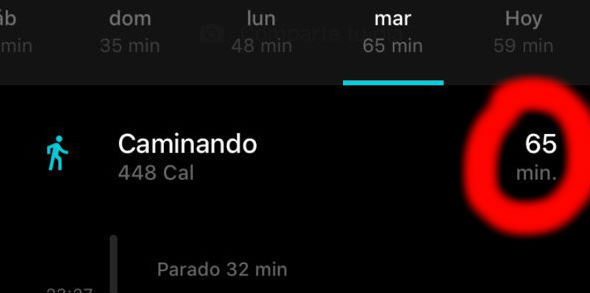 áb dom lun mar Hoy
min 35 min 48 min 65 min 59 min
Caminando 65
448 Cal min.
Parado 32 min